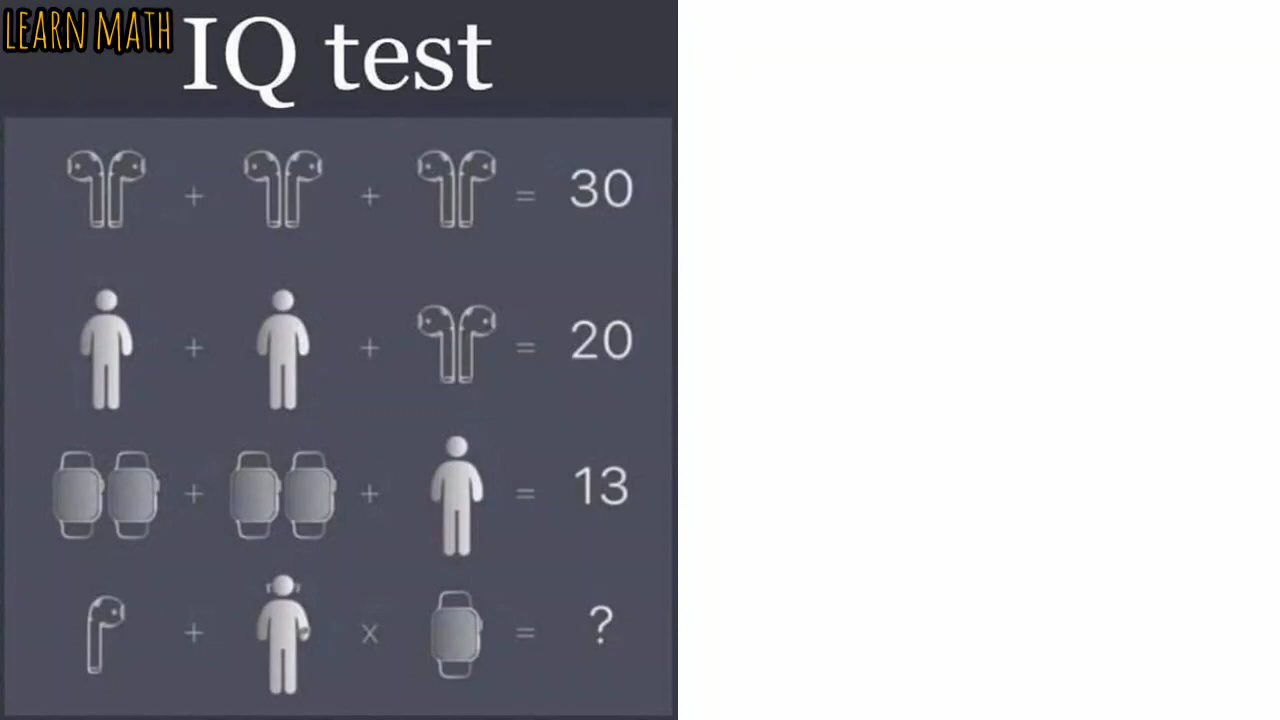 LEARN MATH
IQ test
+ + = 30
+ + = 20
+ + = 13
+ x = ?